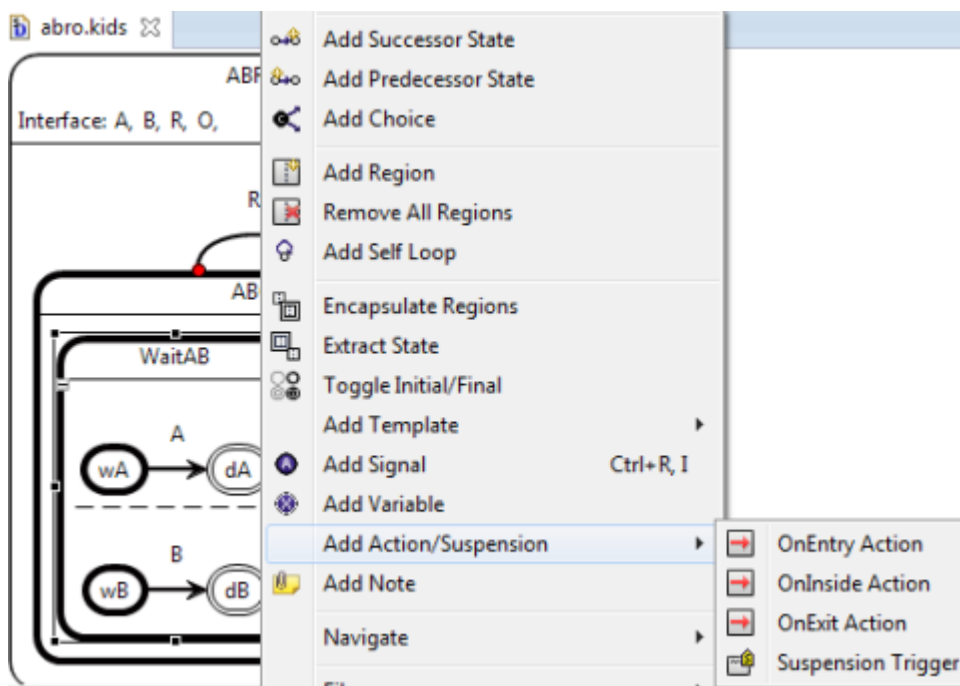 abro.kids
ABR
Interface: A, B, R, O,
R
AB
WaitAB
A
wA
dA
B
wB
dB
Add Successor State
Add Predecessor State
Add Choice
Add Region
Remove All Regions
Add Self Loop
Encapsulate Regions
Extract State
Toggle Initial/Final
Add Template
Add Signal Ctrl+R, I
Add Variable
Add Action/Suspension
Add Note
Navigate
OnEntry Action
OnInside Action
OnExit Action
Suspension Trigger